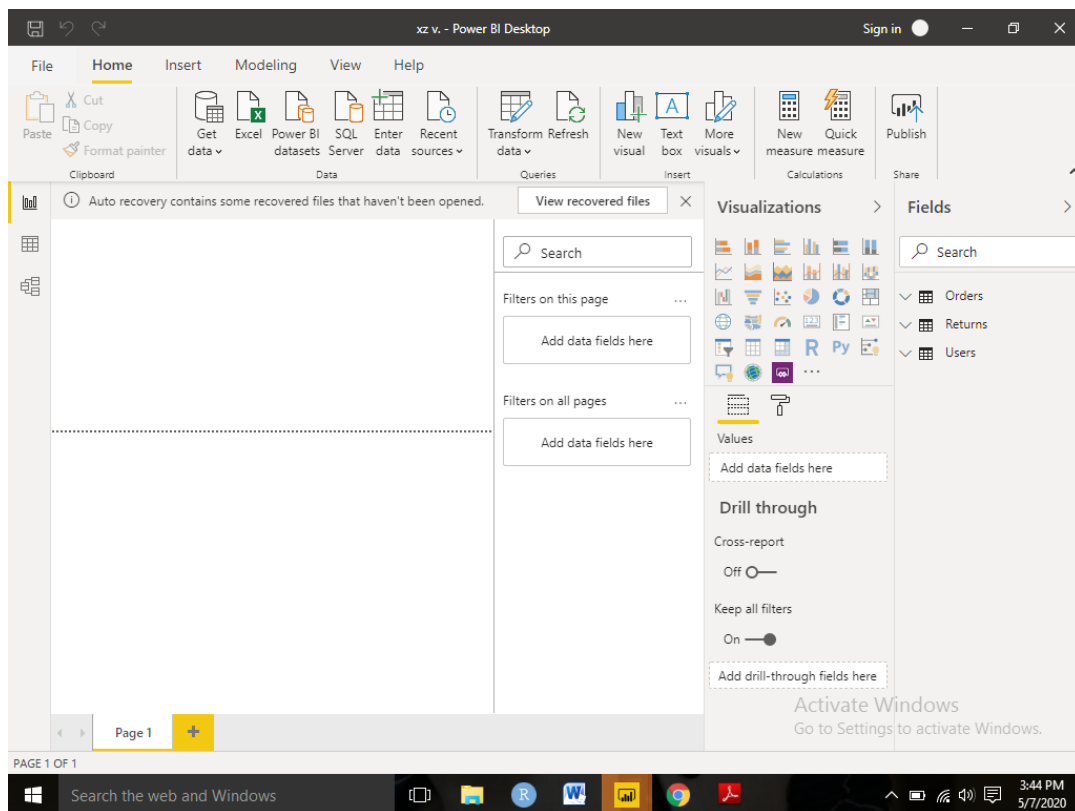 xz v. - Power BI Desktop
Sign in
File Home Insert Modeling View Help
Paste
Cut
Copy
Format painter
Clipboard
Get data
Excel
Power BI datasets
SQL Server
Enter data
Recent sources
Data
Transform data
Refresh
Queries
New visual
Text box
More visuals
Insert
New measure
Quick measure
Calculations
Publish
Share
Auto recovery contains some recovered files that haven't been opened.
View recovered files
Search
Filters on this page
...
Add data fields here
Filters on all pages
...
Add data fields here
Visualizations
123
R
Py
...
Values
Add data fields here
Drill through
Cross-report
Off
Keep all filters
On
Add drill-through fields here
Fields
Search
Orders
Returns
Users
Activate Windows
Go to Settings to activate Windows.
Page 1
+
PAGE 1 OF 1
Search the web and Windows
R
W
3:44 PM
5/7/2020